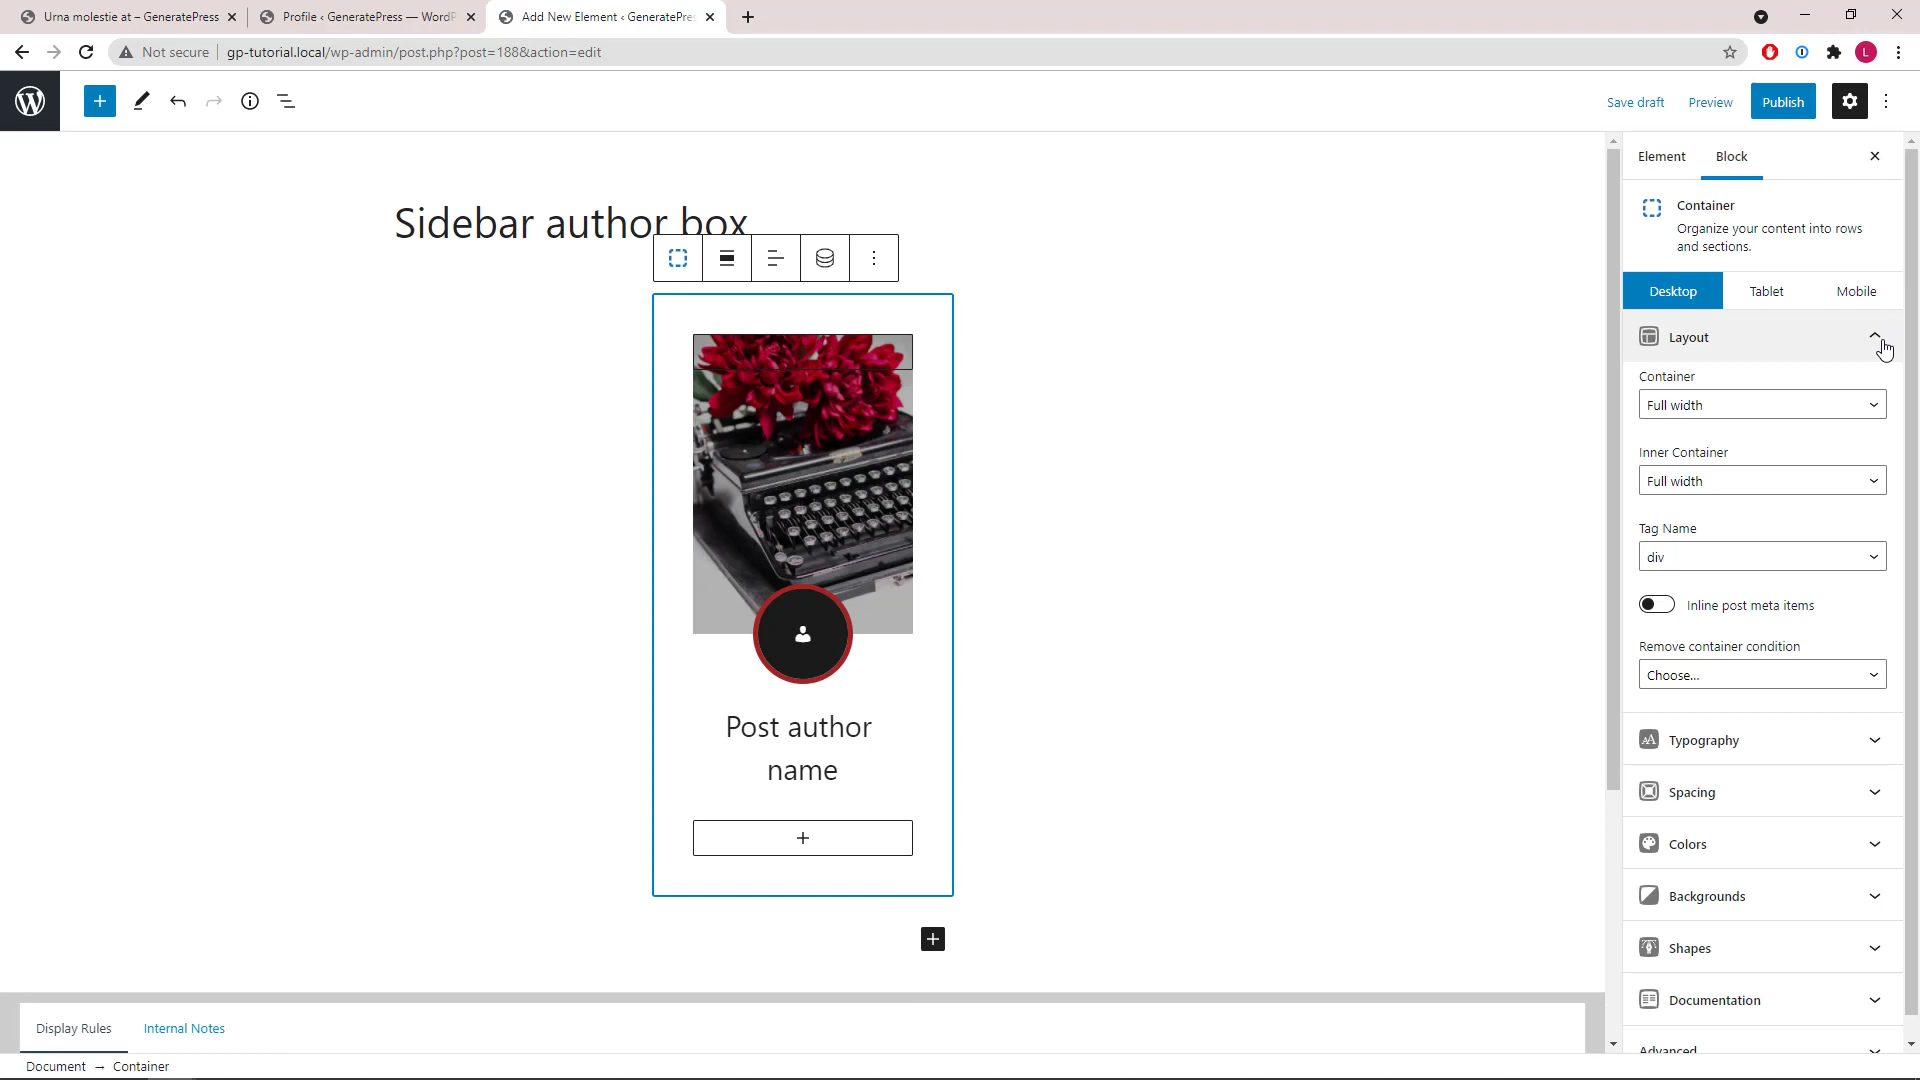 Urna molestie at – GeneratePress
Profile ‹ GeneratePress — WordP
Add New Element ‹ GeneratePre
Not secure
gp-tutorial.local/wp-admin/post.php?post=188&action=edit
L
Save draft
Preview
Publish
Element
Block
Container
Organize your content into rows
and sections.
Desktop
Tablet
Mobile
Layout
Container
Full width
Inner Container
Full width
Tag Name
div
Inline post meta items
Remove container condition
Choose...
Typography
Spacing
Colors
Backgrounds
Shapes
Documentation
Advanced
Sidebar author box
Post author
name
Display Rules
Internal Notes
Document → Container